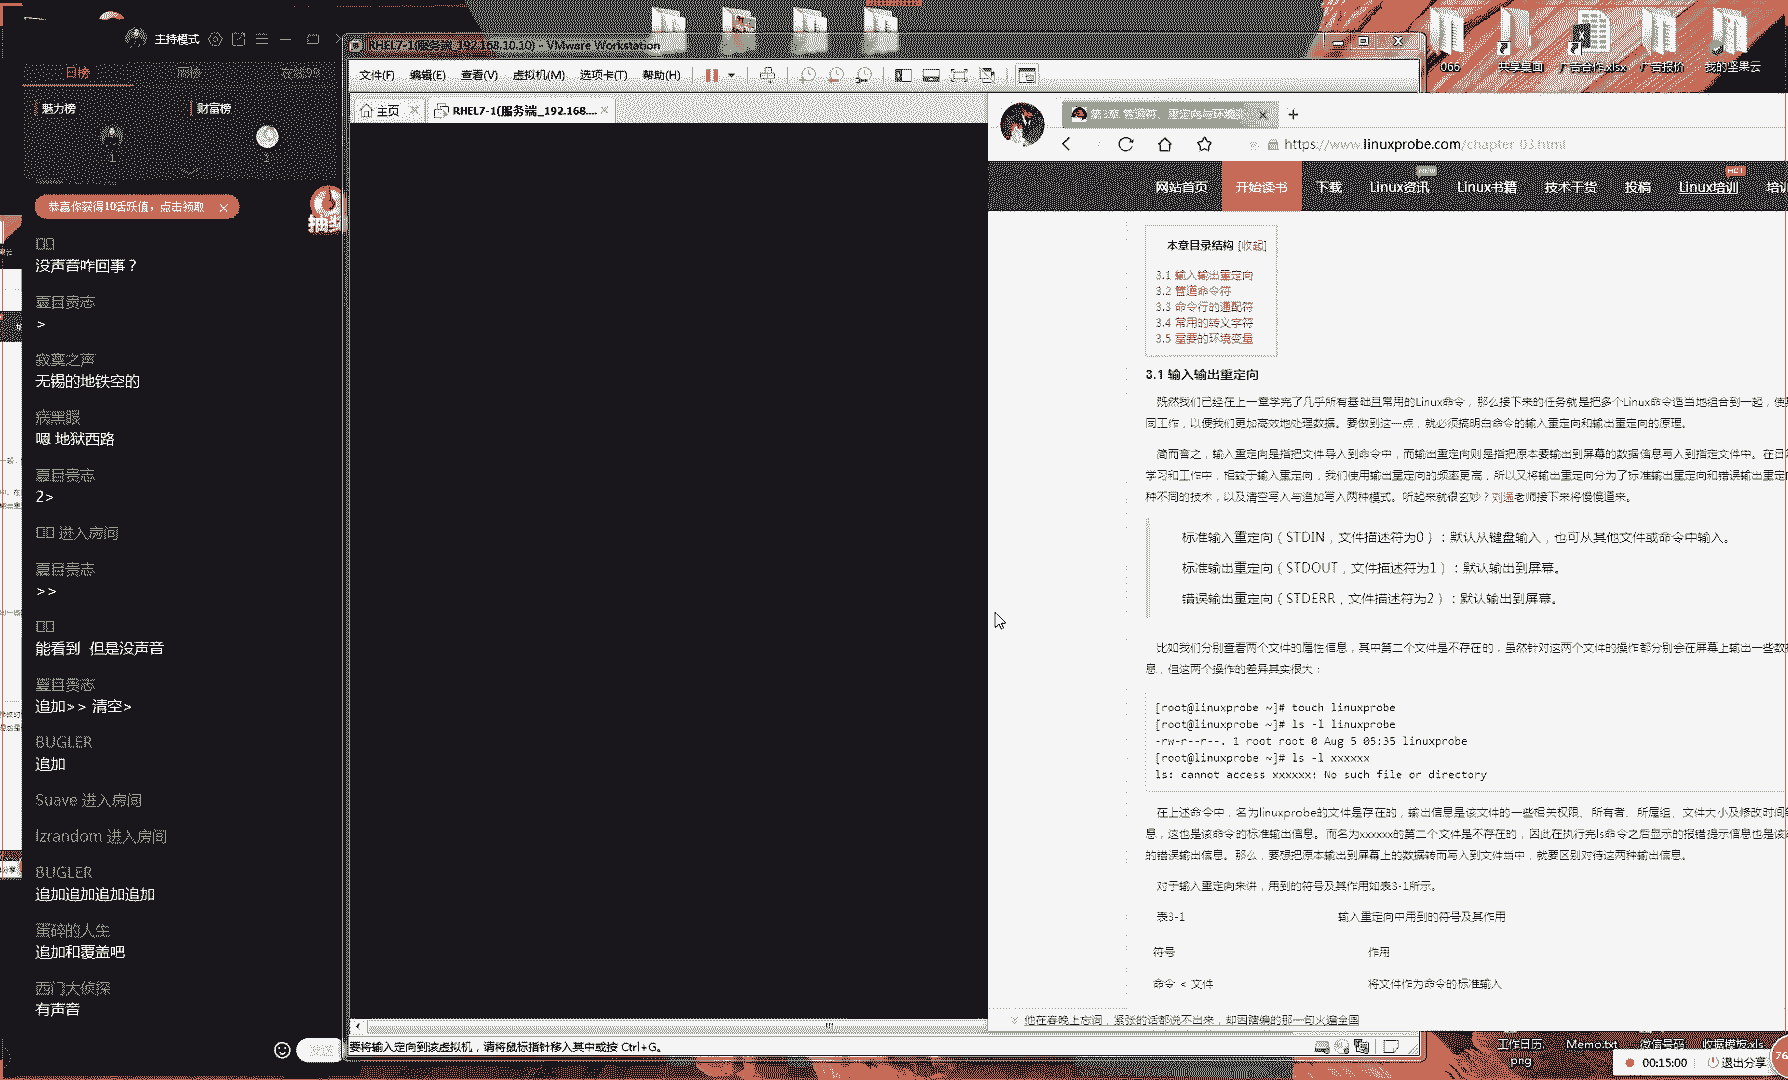 主持模式
日榜
魅力榜
财富榜
1
1
恭喜你获得10活跃值，点击领取
没声音咋回事？
夏目贵志
>
寂寞之声
无锡的地铁空的
病黑眼
嗯 地狱西路
夏目贵志
2>
进入房间
夏目贵志
>>
能看到 但是没声音
夏目贵志
追加>> 清空>
BUGLER
追加
Suave 进入房间
lzrandom 进入房间
BUGLER
追加追加追加追加
蛋碎的人生
追加和覆盖吧
西门大侦探
有声音
发送
RHEL7-1(服务端_192.168.10.10) - VMware Workstation
文件(F) 编辑(E) 查看(V) 虚拟机(M) 选项卡(T) 帮助(H)
主页
RHEL7-1(服务端_192.168....
要将输入定向到该虚拟机，请将鼠标指针移入其中或按 Ctrl+G。
066
共享桌面
广告合作.xlsx
广告报价
我的坚果云
第3章 管道符、重定向与环境
https://www.linuxprobe.com/chapter-03.html
网站首页 开始读书 下载 Linux资讯 Linux书籍 技术干货 投稿 Linux培训
NEW
HOT
本章目录结构 [收起]
3.1 输入输出重定向
3.2 管道命令符
3.3 命令行的通配符
3.4 常用的转义字符
3.5 重要的环境变量
3.1 输入输出重定向
既然我们已经在上一章学完了几乎所有基础且常用的Linux命令，那么接下来的任务就是把多个Linux命令适当地组合到一起，使
同工作，以便我们更加高效地处理数据。要做到这一点，就必须搞明白命令的输入重定向和输出重定向的原理。
简而言之，输入重定向是指把文件导入到命令中，而输出重定向则是指把原本要输出到屏幕的数据信息写入到指定文件中。在日
学习和工作中，相较于输入重定向，我们使用输出重定向的频率更高，所以又将输出重定向分为了标准输出重定向和错误输出重定
种不同的技术，以及清空写入与追加写入两种模式。听起来就很玄妙？刘遄老师接下来将慢慢道来。
标准输入重定向（STDIN，文件描述符为0）：默认从键盘输入，也可从其他文件或命令中输入。
标准输出重定向（STDOUT，文件描述符为1）：默认输出到屏幕。
错误输出重定向（STDERR，文件描述符为2）：默认输出到屏幕。
比如我们分别查看两个文件的属性信息，其中第二个文件是不存在的，虽然针对这两个文件的操作都分别会在屏幕上输出一些数
息，但这两个操作的差异其实很大：
[root@linuxprobe ~]# touch linuxprobe
[root@linuxprobe ~]# ls -l linuxprobe
-rw-r--r--. 1 root root 0 Aug 5 05:35 linuxprobe
[root@linuxprobe ~]# ls -l xxxxxx
ls: cannot access xxxxxx: No such file or directory
在上述命令中，名为linuxprobe的文件是存在的，输出信息是该文件的一些相关权限、所有者、所属组、文件大小及修改时间
息，这也是该命令的标准输出信息。而名为xxxxxx的第二个文件是不存在的，因此在执行完ls命令之后显示的报错提示信息也是该
的错误输出信息。那么，要想把原本输出到屏幕上的数据转而写入到文件当中，就要区别对待这两种输出信息。
对于输入重定向来讲，用到的符号及其作用如表3-1所示。
表3-1 输入重定向中用到的符号及其作用
符号 作用
命令 < 文件 将文件作为命令的标准输入
他在春晚上忘词，紧张的话都说不出来，却因瞎编的那一句火遍全国
工作日历.png
Memo.txt
微信号码
收据模板.xls
00:15:00
退出分享
76